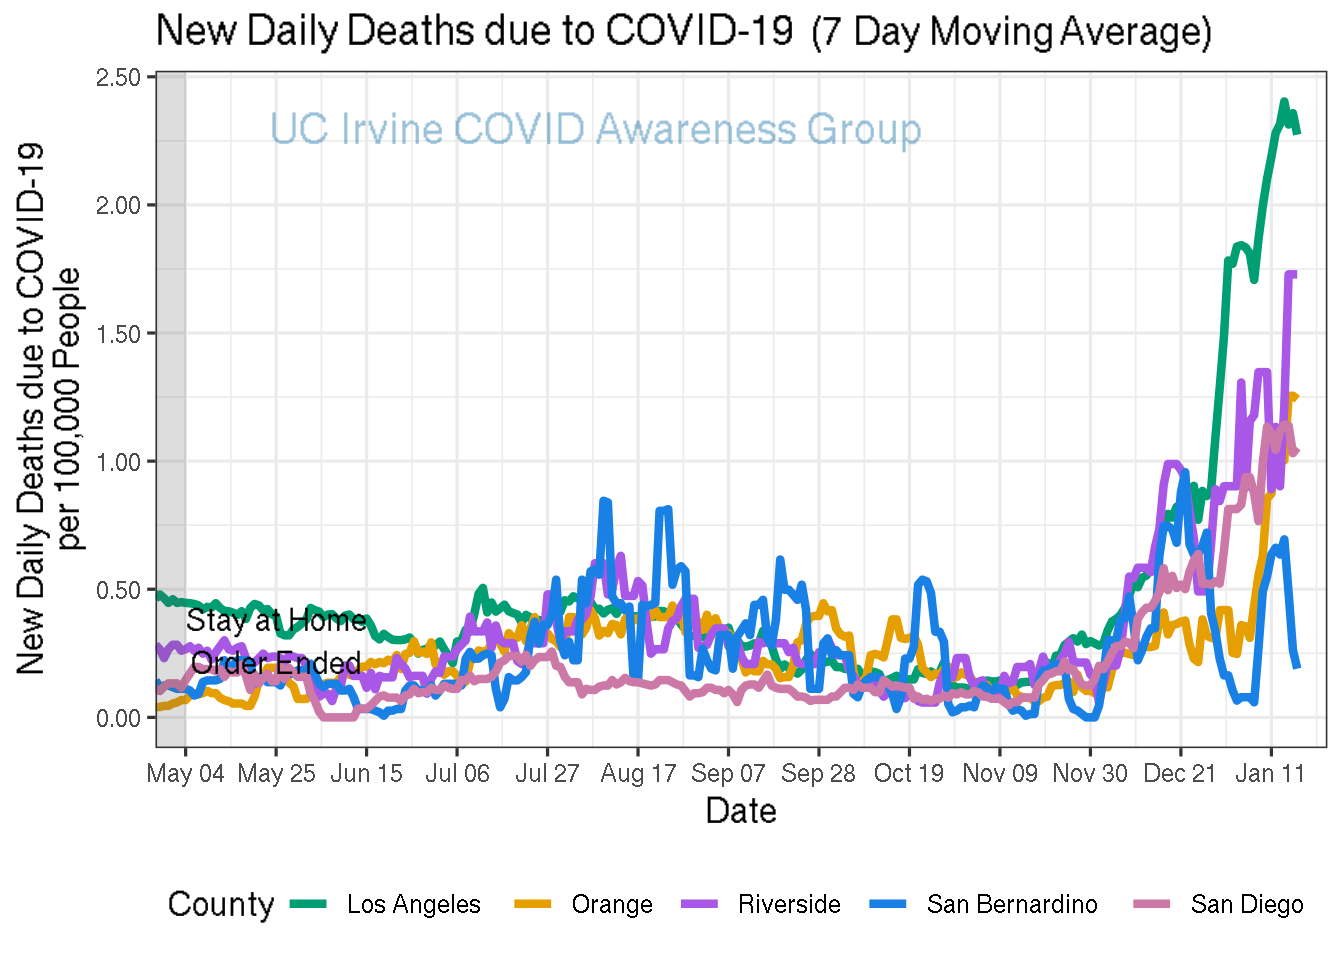 New Daily Deaths due to COVID-19 (7 Day Moving Average)
UC Irvine COVID Awareness Group
New Daily Deaths due to COVID-19
per 100,000 People
2.50
2.00
1.50
1.00
0.50
0.00
Stay at Home
Order Ended
May 04 May 25 Jun 15 Jul 06 Jul 27 Aug 17 Sep 07 Sep 28 Oct 19 Nov 09 Nov 30 Dec 21 Jan 11
Date
County Los Angeles Orange Riverside San Bernardino San Diego